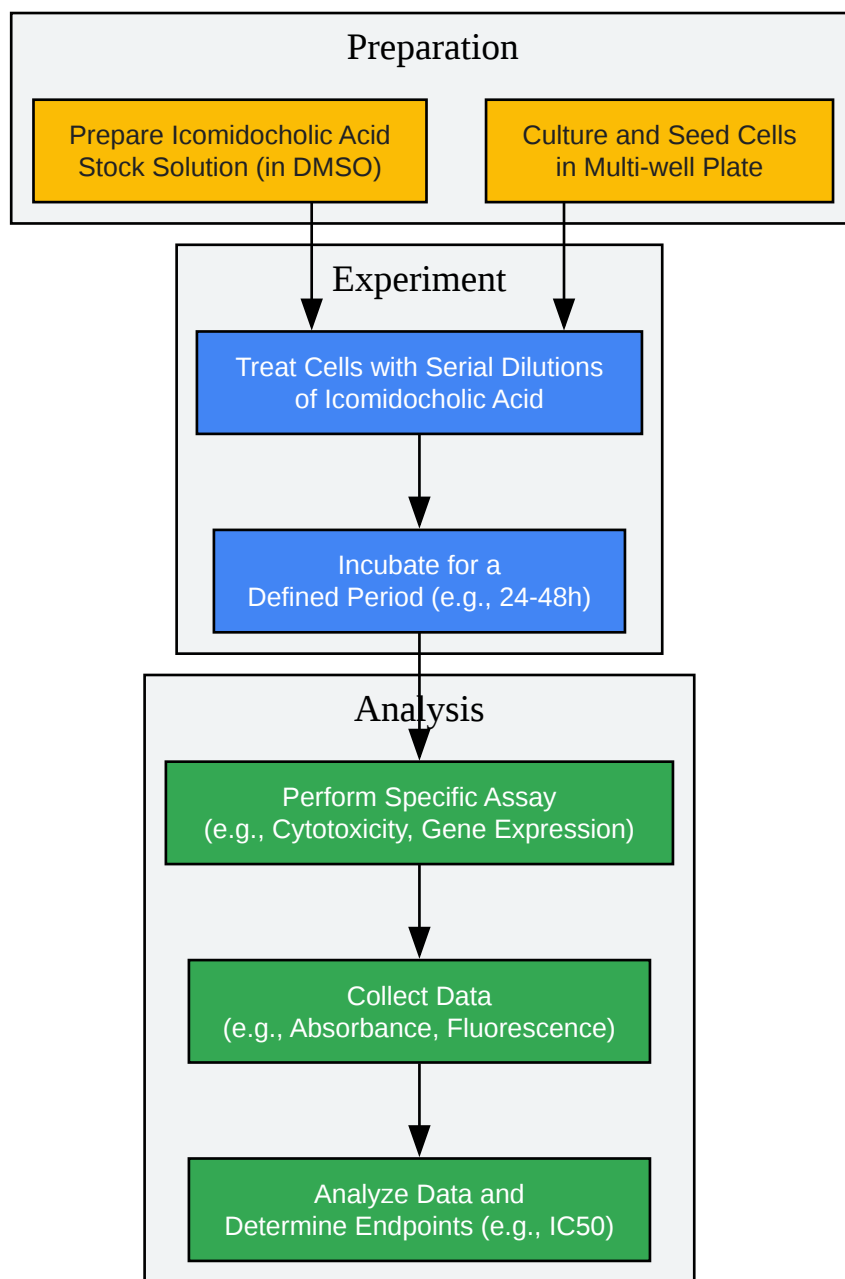 Preparation
Prepare Icomidocholic Acid
Stock Solution (in DMSO)
Culture and Seed Cells
in Multi-well Plate
Experiment
Treat Cells with Serial Dilutions
of Icomidocholic Acid
Incubate for a
Defined Period (e.g., 24-48h)
Analysis
Perform Specific Assay
(e.g., Cytotoxicity, Gene Expression)
Collect Data
(e.g., Absorbance, Fluorescence)
Analyze Data and
Determine Endpoints (e.g., IC50)